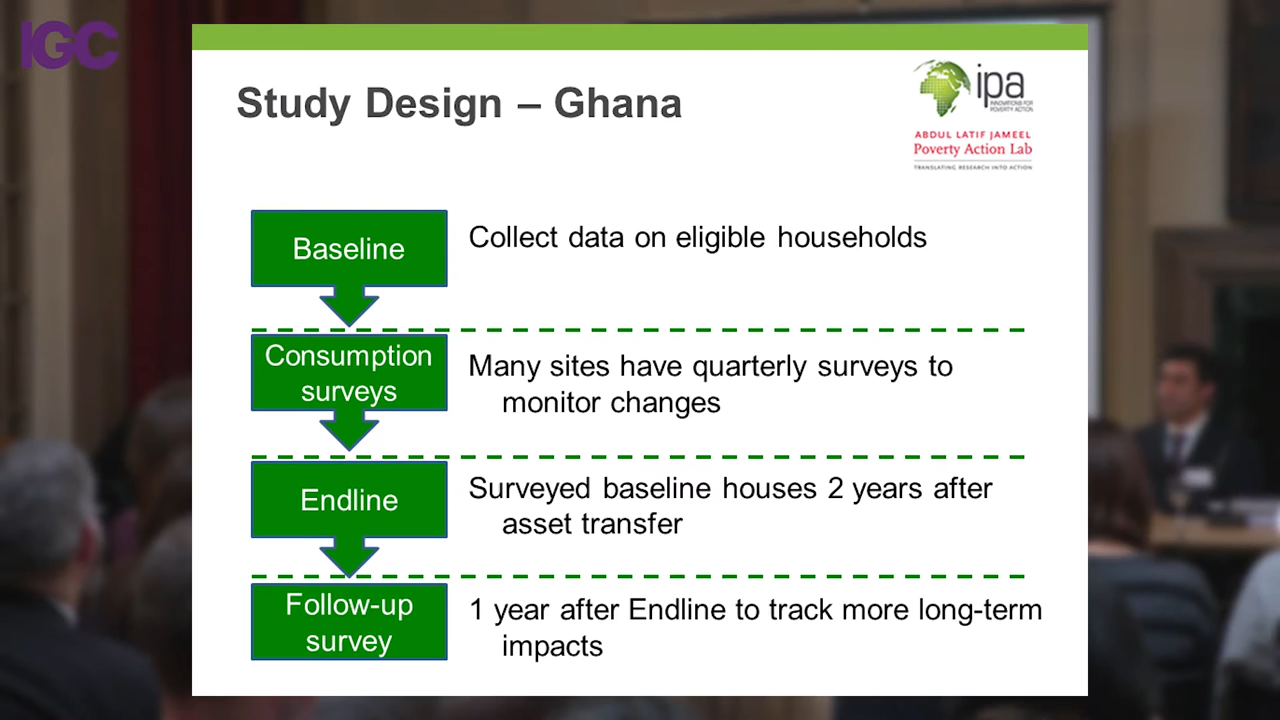 IGC
Study Design – Ghana
ipa
INNOVATIONS FOR
POVERTY ACTION
ABDUL LATIF JAMEEL
Poverty Action Lab
TRANSLATING RESEARCH INTO ACTION
Baseline
Collect data on eligible households
Consumption
surveys
Many sites have quarterly surveys to
monitor changes
Endline
Surveyed baseline houses 2 years after
asset transfer
Follow-up
survey
1 year after Endline to track more long-term
impacts